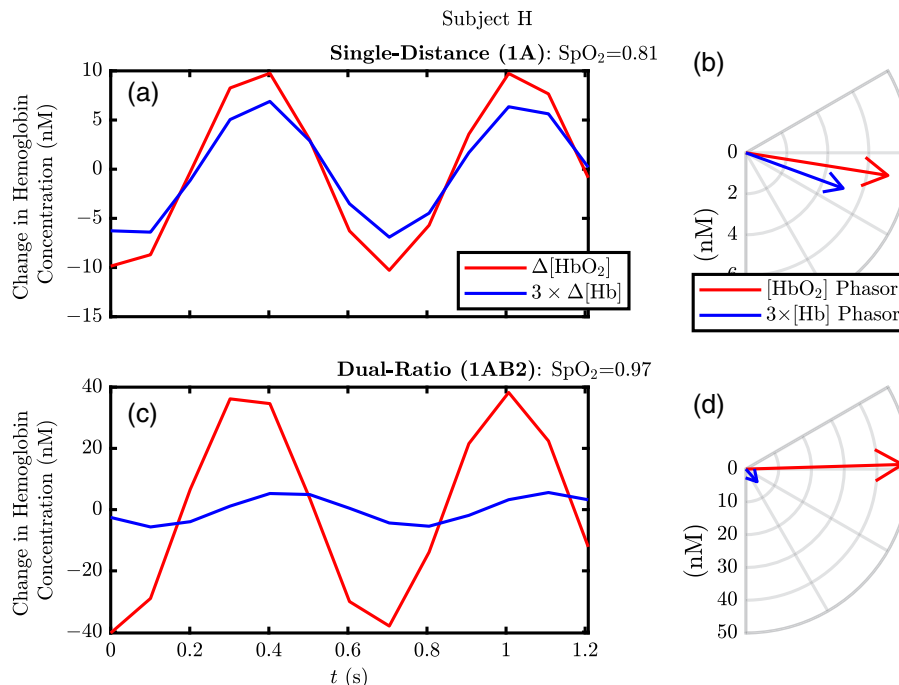 Subject H
Single-Distance (1A): SpO₂=0.81
(a)
Change in Hemoglobin
Concentration (nM)
10
5
0
−5
−10
−15
Δ[HbO₂]
3 × Δ[Hb]
(b)
0
2
4
6
(nM)
[HbO₂] Phasor
3×[Hb] Phasor
Dual-Ratio (1AB2): SpO₂=0.97
(c)
Change in Hemoglobin
Concentration (nM)
40
20
0
−20
−40
0
0.2
0.4
0.6
0.8
1
1.2
t (s)
(d)
0
10
20
30
40
50
(nM)